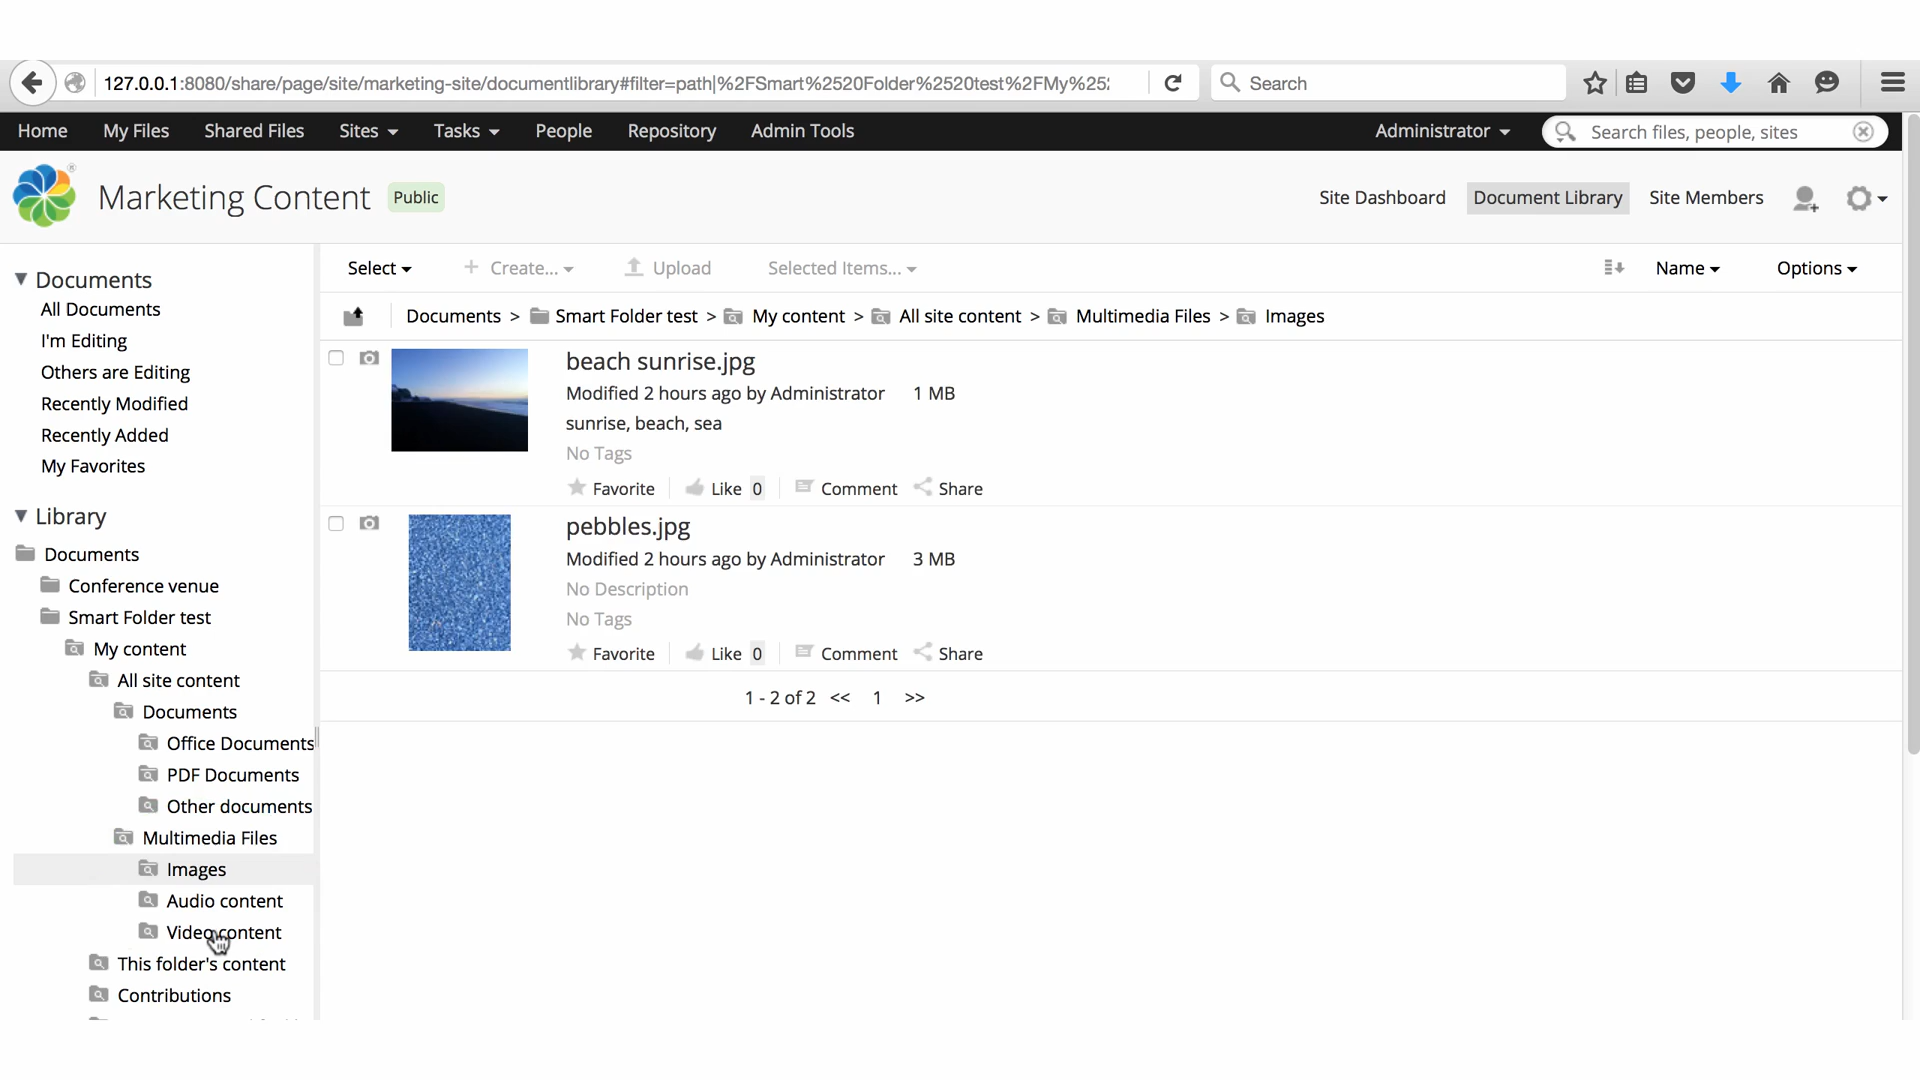 127.0.0.1:8080/share/page/site/marketing-site/documentlibrary#filter=path|%2FSmart%2520Folder%2520test%2FMy%25
Search
Home My Files Shared Files Sites Tasks People Repository Admin Tools Administrator Search files, people, sites
Marketing Content Public Site Dashboard Document Library Site Members
Documents
All Documents
I'm Editing
Others are Editing
Recently Modified
Recently Added
My Favorites
Library
Documents
Conference venue
Smart Folder test
My content
All site content
Documents
Office Documents
PDF Documents
Other documents
Multimedia Files
Images
Audio content
Video content
This folder's content
Contributions
Select + Create... Upload Selected Items... Name Options
Documents > Smart Folder test > My content > All site content > Multimedia Files > Images
beach sunrise.jpg
Modified 2 hours ago by Administrator 1 MB
sunrise, beach, sea
No Tags
Favorite Like 0 Comment Share
pebbles.jpg
Modified 2 hours ago by Administrator 3 MB
No Description
No Tags
Favorite Like 0 Comment Share
1 - 2 of 2 << 1 >>